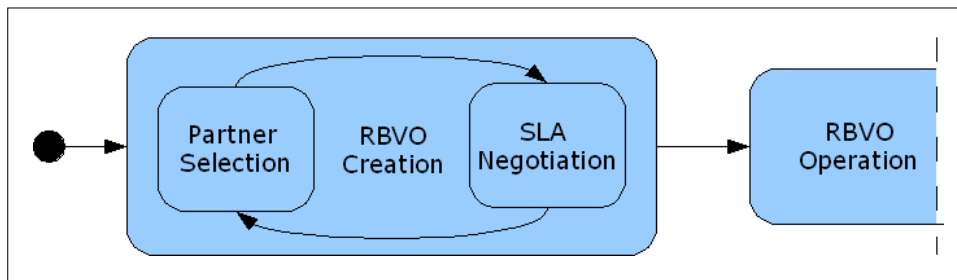 Partner
Selection
RBVO
Creation
SLA
Negotiation
RBVO
Operation